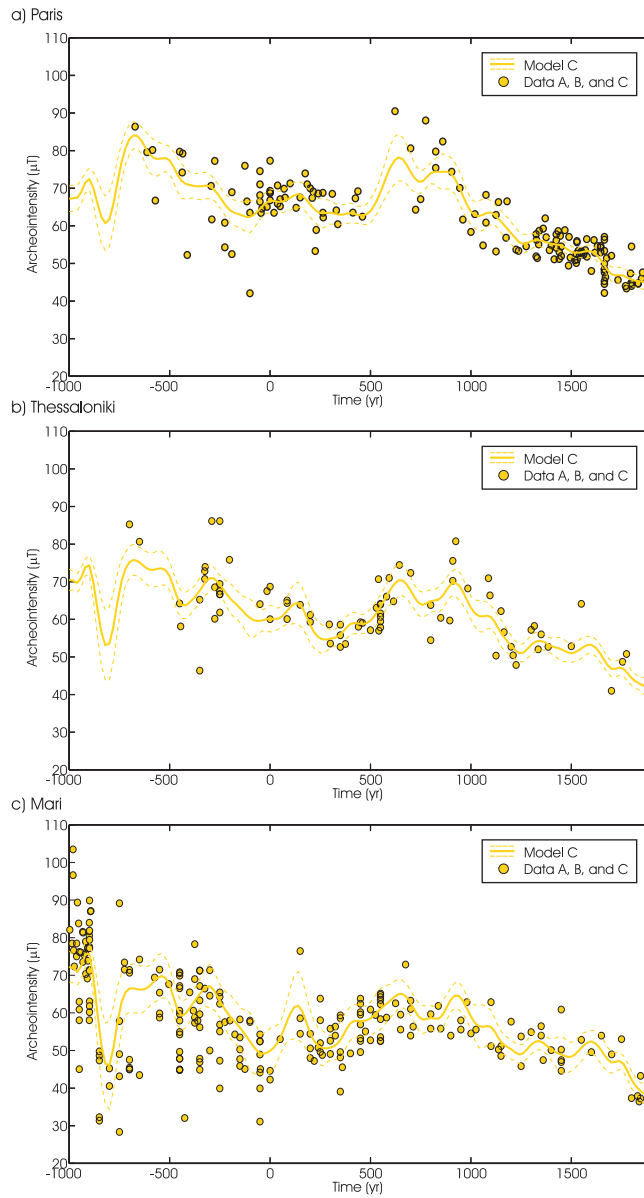 a) Paris
110
100
90
80
70
60
50
40
30
20
Archeointensity (µT)
Model C
Data A, B, and C
-1000 -500 0 500 1000 1500
Time (yr)
b) Thessaloniki
110
100
90
80
70
60
50
40
30
20
Archeointensity (µT)
Model C
Data A, B, and C
-1000 -500 0 500 1000 1500
Time (yr)
c) Mari
110
100
90
80
70
60
50
40
30
20
Archeointensity (µT)
Model C
Data A, B, and C
-1000 -500 0 500 1000 1500
Time (yr)